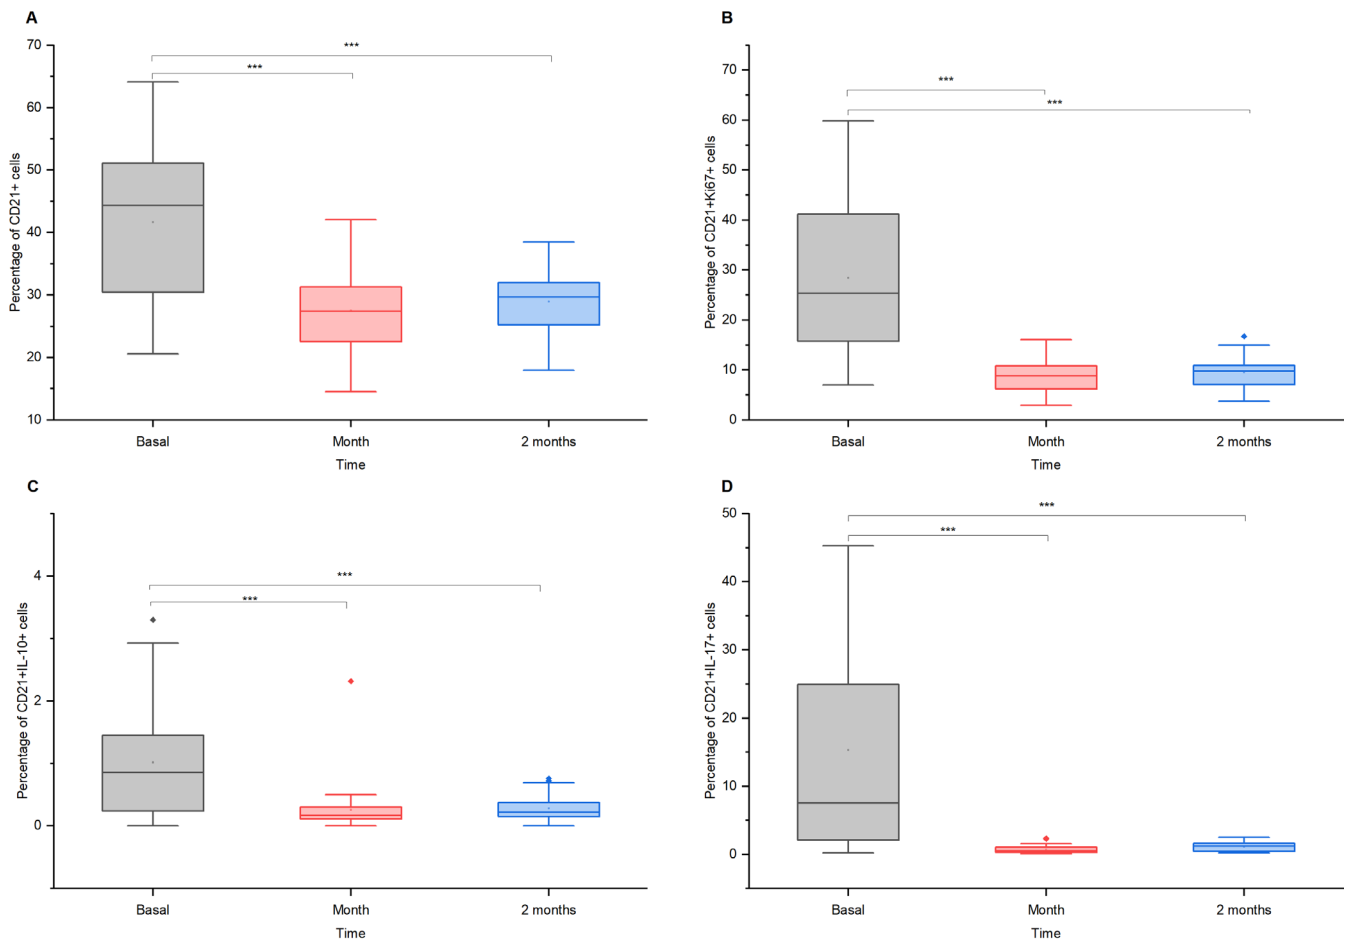 A
Percentage of CD21+ cells
70
60
50
40
30
20
10
***
***
Basal
Month
2 months
Time
B
Percentage of CD21+Ki67+ cells
70
60
50
40
30
20
10
0
***
***
Basal
Month
2 months
Time
C
Percentage of CD21+IL-10+ cells
4
2
0
***
***
Basal
Month
2 months
Time
D
Percentage of CD21+IL-17+ cells
50
40
30
20
10
0
***
***
Basal
Month
2 months
Time